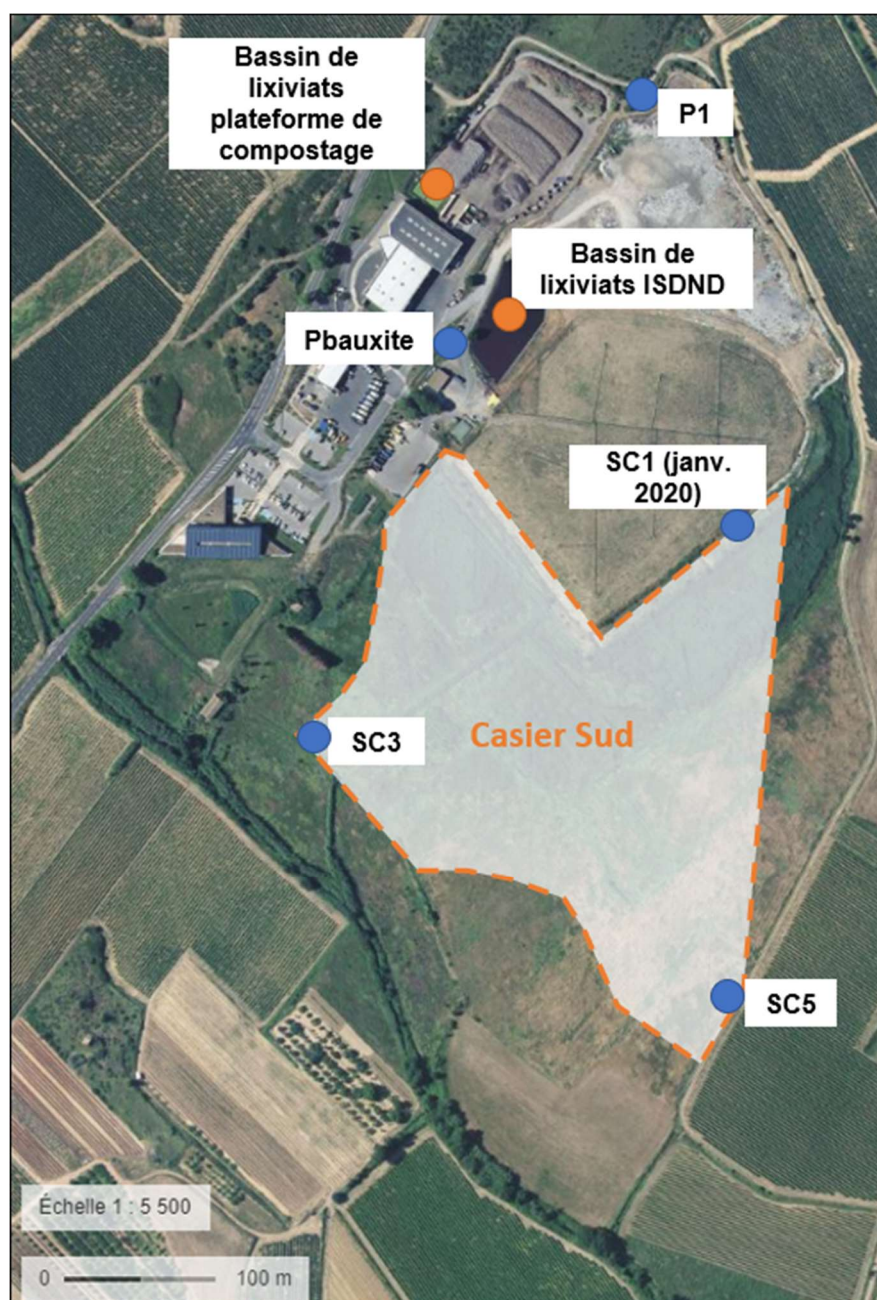 Bassin de
lixiviats
plateforme de
compostage
P1
Bassin de
lixiviats ISDND
Pbauxite
SC1 (janv.
2020)
SC3
Casier Sud
SC5
Échelle 1 : 5 500
0 100 m